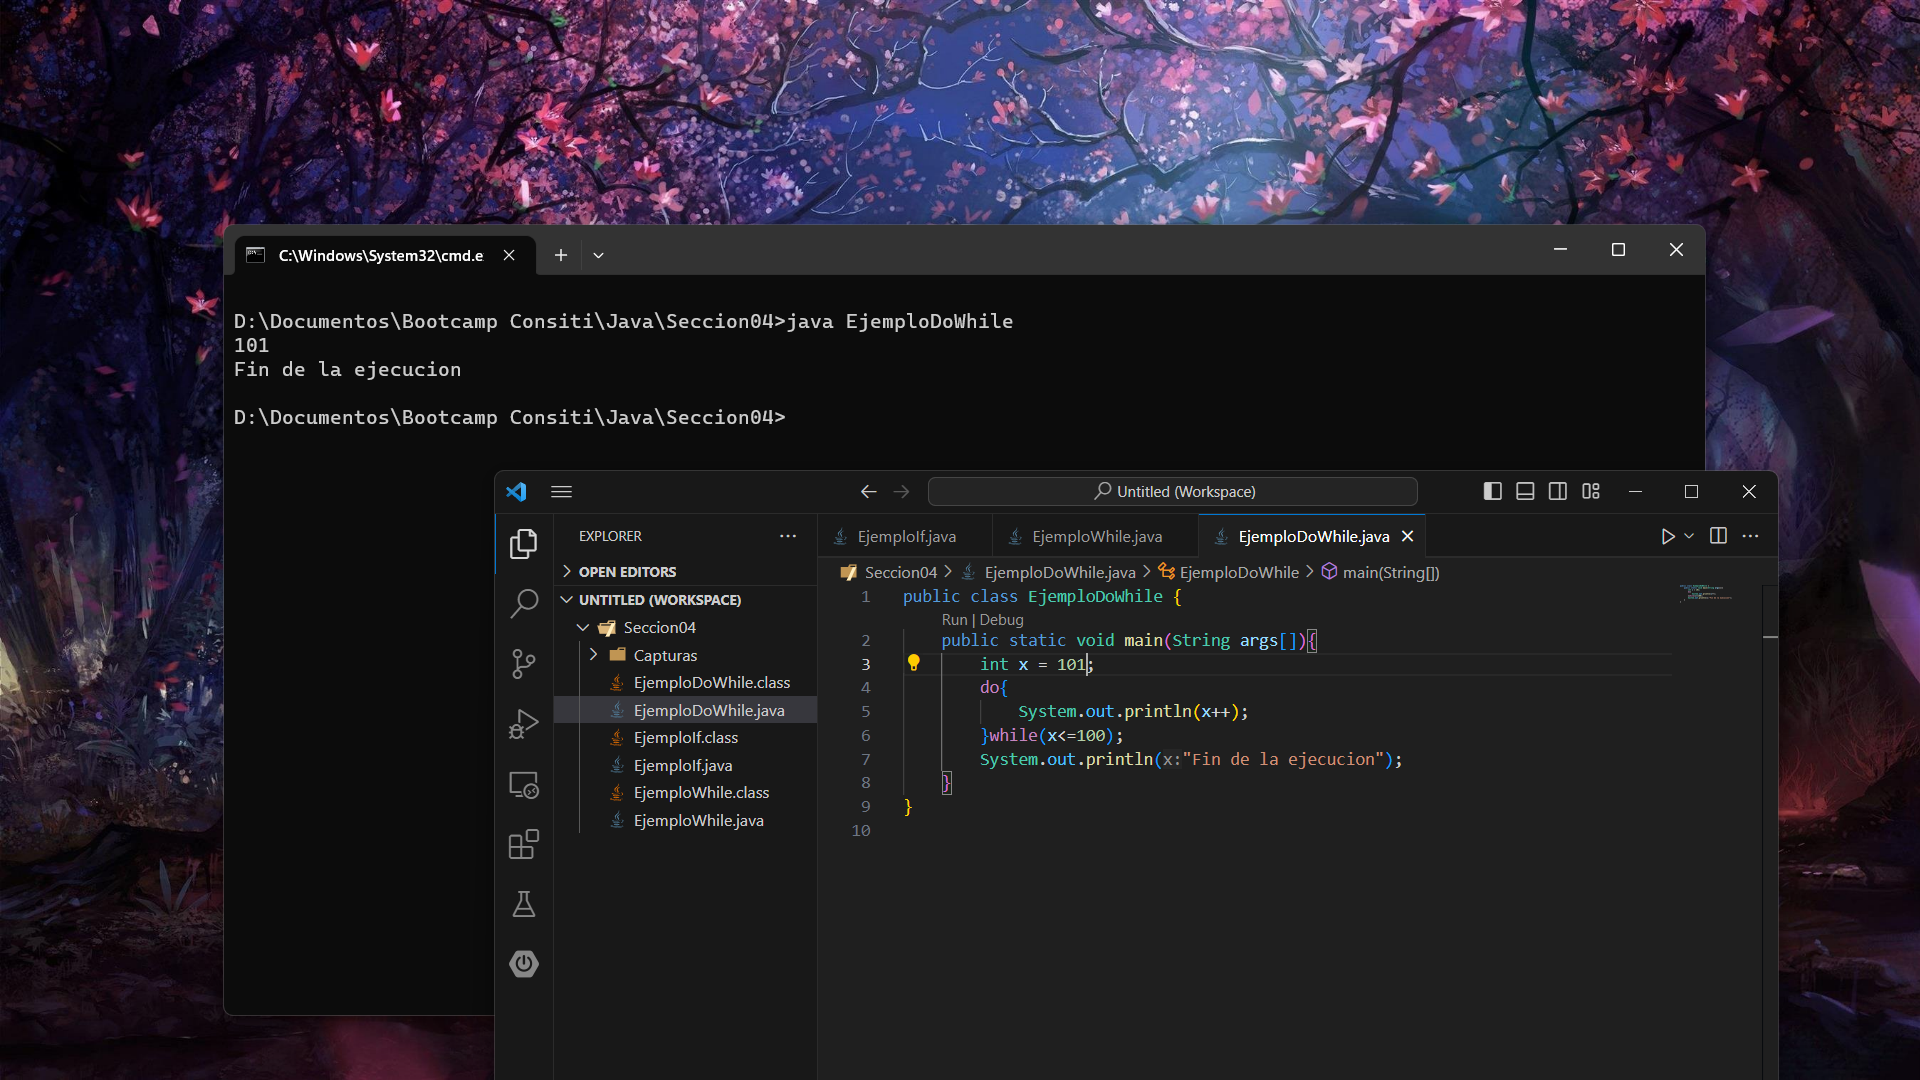 C:\Windows\System32\cmd.e
D:\Documentos\Bootcamp Consiti\Java\Seccion04>java EjemploDoWhile
101
Fin de la ejecucion
D:\Documentos\Bootcamp Consiti\Java\Seccion04>
Untitled (Workspace)
EXPLORER
OPEN EDITORS
UNTITLED (WORKSPACE)
Seccion04
Capturas
EjemploDoWhile.class
EjemploDoWhile.java
EjemploIf.class
EjemploIf.java
EjemploWhile.class
EjemploWhile.java
EjemploIf.java
EjemploWhile.java
EjemploDoWhile.java
Seccion04 > EjemploDoWhile.java > EjemploDoWhile > main(String[])
1 public class EjemploDoWhile {
Run | Debug
2 public static void main(String args[]){
3 int x = 101;
4 do{
5 System.out.println(x++);
6 }while(x<=100);
7 System.out.println(x:"Fin de la ejecucion");
8 }
9 }
10